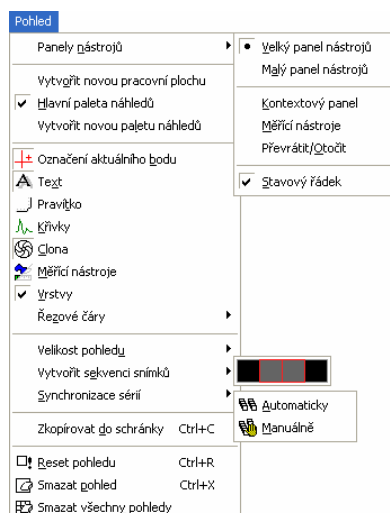 Pohled
Panely nástrojů
Vytvořit novou pracovní plochu
Hlavní paleta náhledů
Vytvořit novou paletu náhledů
Označení aktuálního bodu
Text
Pravítko
Křivky
Clona
Měřící nástroje
Vrstvy
Řezové čáry
Velikost pohledu
Vytvořit sekvenci snímků
Synchronizace sérií
Zkopírovat do schránky Ctrl+C
Reset pohledu Ctrl+R
Smazat pohled Ctrl+X
Smazat všechny pohledy
Velký panel nástrojů
Malý panel nástrojů
Kontextový panel
Měřící nástroje
Převrátit/Otočit
Stavový řádek
Automaticky
Manuálně